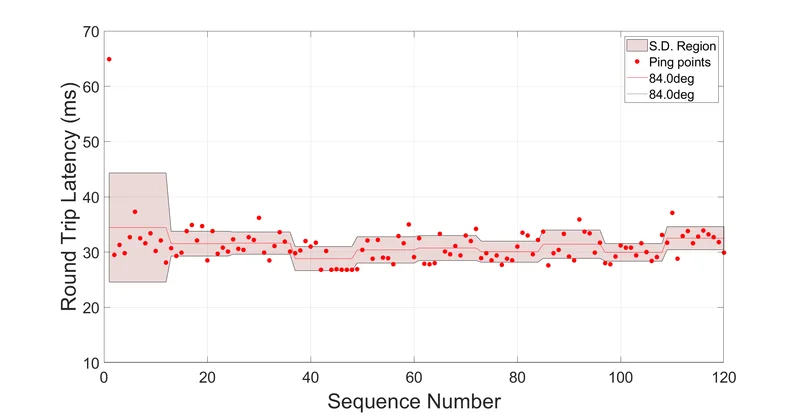 70
60
50
40
30
20
10
0
20
40
60
80
100
120
Round Trip Latency (ms)
Sequence Number
S.D. Region
Ping points
84.0deg
84.0deg